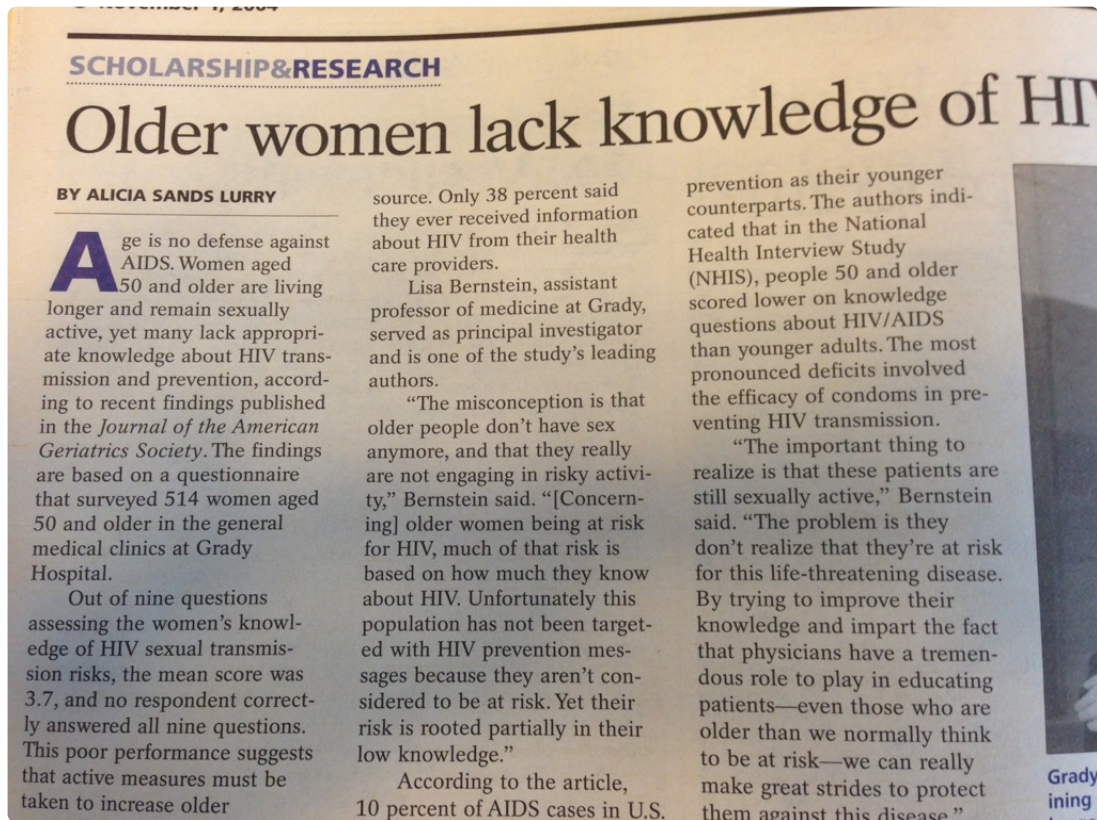 November 1, 2004
SCHOLARSHIP&RESEARCH
Older women lack knowledge of HI
BY ALICIA SANDS LURRY
Age is no defense against
AIDS. Women aged
50 and older are living
longer and remain sexually
active, yet many lack appropri-
ate knowledge about HIV trans-
mission and prevention, accord-
ing to recent findings published
in the Journal of the American
Geriatrics Society. The findings
are based on a questionnaire
that surveyed 514 women aged
50 and older in the general
medical clinics at Grady
Hospital.
Out of nine questions
assessing the women's knowl-
edge of HIV sexual transmis-
sion risks, the mean score was
3.7, and no respondent correct-
ly answered all nine questions.
This poor performance suggests
that active measures must be
taken to increase older
source. Only 38 percent said
they ever received information
about HIV from their health
care providers.
Lisa Bernstein, assistant
professor of medicine at Grady,
served as principal investigator
and is one of the study's leading
authors.
"The misconception is that
older people don't have sex
anymore, and that they really
are not engaging in risky activi-
ty," Bernstein said. "[Concern-
ing] older women being at risk
for HIV, much of that risk is
based on how much they know
about HIV. Unfortunately this
population has not been target-
ed with HIV prevention mes-
sages because they aren't con-
sidered to be at risk. Yet their
risk is rooted partially in their
low knowledge."
According to the article,
10 percent of AIDS cases in U.S.
prevention as their younger
counterparts. The authors indi-
cated that in the National
Health Interview Study
(NHIS), people 50 and older
scored lower on knowledge
questions about HIV/AIDS
than younger adults. The most
pronounced deficits involved
the efficacy of condoms in pre-
venting HIV transmission.
"The important thing to
realize is that these patients are
still sexually active," Bernstein
said. "The problem is they
don't realize that they're at risk
for this life-threatening disease.
By trying to improve their
knowledge and impart the fact
that physicians have a tremen-
dous role to play in educating
patients—even those who are
older than we normally think
to be at risk—we can really
make great strides to protect
them against this disease."
Grady
ining